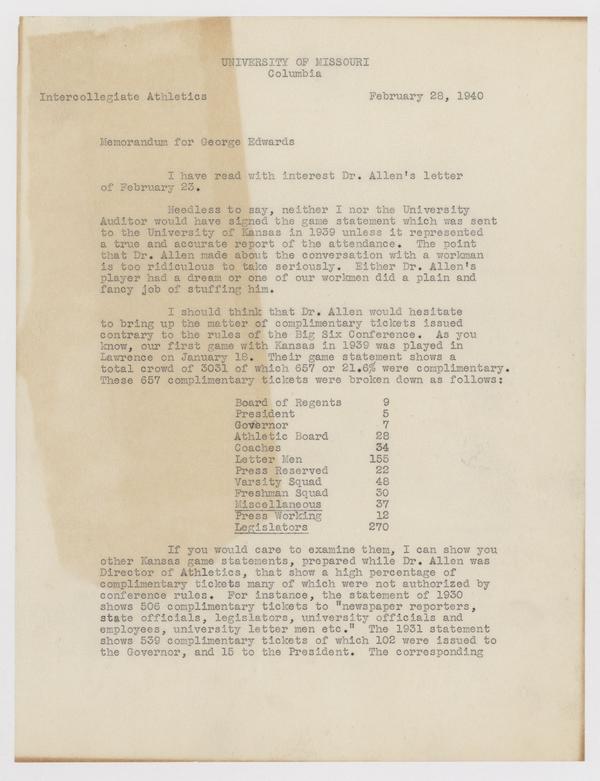 UNIVERSITY OF MISSOURI
Columbia
Intercollegiate Athletics February 28, 1940
Memorandum for George Edwards
I have read with interest Dr. Allen's letter
of February 23.
Needless to say, neither I nor the University
Auditor would have signed the game statement which was sent
to the University of Kansas in 1939 unless it represented
a true and accurate report of the attendance. The point
that Dr. Allen made about the conversation with a workman
is too ridiculous to take seriously. Either Dr. Allen's
player had a dream or one of our workmen did a plain and
fancy job of stuffing him.
I should think that Dr. Allen would hesitate
to bring up the matter of complimentary tickets issued
contrary to the rules of the Big Six Conference. As you
know, our first game with Kansas in 1939 was played in
Lawrence on January 18. Their game statement shows a
total crowd of 3031 of which 657 or 21.6% were complimentary.
These 657 complimentary tickets were broken down as follows:
Board of Regents 9
President 5
Governor 7
Athletic Board 28
Coaches 34
Letter Men 155
Press Reserved 22
Varsity Squad 48
Freshman Squad 30
Miscellaneous 37
Press Working 12
Legislators 270
If you would care to examine them, I can show you
other Kansas game statements, prepared while Dr. Allen was
Director of Athletics, that show a high percentage of
complimentary tickets many of which were not authorized by
conference rules. For instance, the statement of 1930
shows 506 complimentary tickets to "newspaper reporters,
state officials, legislators, university officials and
employees, university letter men etc." The 1931 statement
shows 539 complimentary tickets of which 102 were issued to
the Governor, and 15 to the President. The corresponding